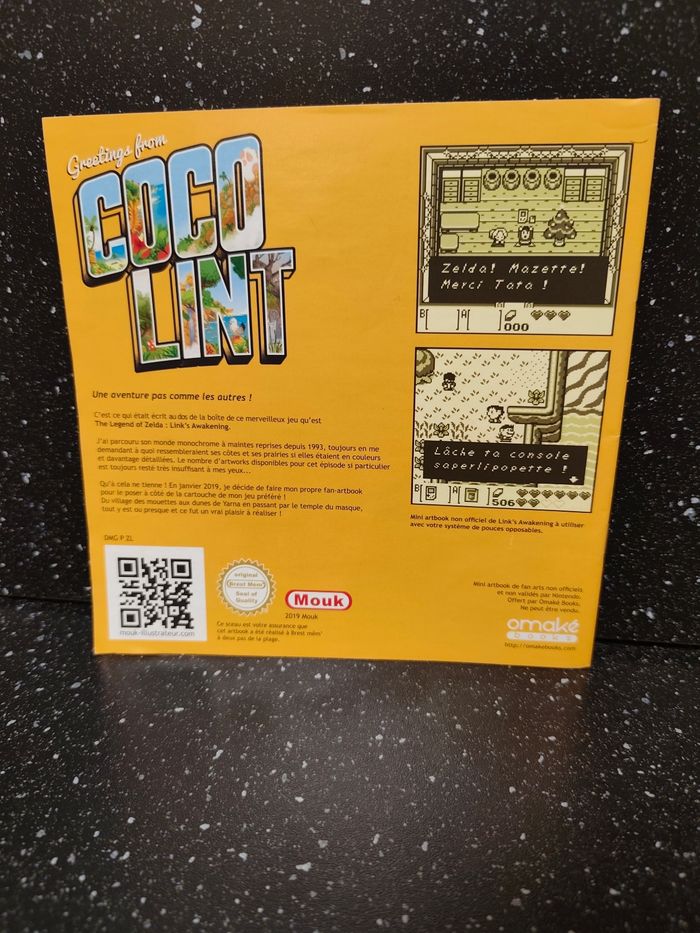 Greetings from
COCO
LINT
Une aventure pas comme les autres !
C'est ce qui était écrit au dos de la boîte de ce merveilleux jeu qu'est
The Legend of Zelda : Link's Awakening.
J'ai parcouru son monde monochrome à maintes reprises depuis 1993, toujours en me
demandant à quoi ressembleraient ses côtes et ses prairies si elles étaient en couleurs
et davantage détaillées. Le nombre d'artworks disponibles pour cet épisode si particulier
est toujours resté très insuffisant à mes yeux...
Qu'à cela ne tienne ! En janvier 2019, je décide de faire mon propre fan-artbook
pour le poser à côté de la cartouche de mon jeu préféré !
Du village des mouettes aux dunes de Yarna en passant par le temple du masque,
tout y est ou presque et ce fut un vrai plaisir à réaliser !
DMG-P-ZL
mouk-illustrateur.com
original
Brest Mem'
Seal of
Quality
Mouk
2019 Mouk
Ce sceau est votre assurance que
cet artbook a été réalisé à Brest mêm'
à deux pas de la plage.
Zelda! Mazette!
Merci Tata !
B[ ]A[ ]
000
Lâche ta console
saperlipopette !
B[ ]A[ ]
506
Mini artbook non officiel de Link's Awakening à utiliser
avec votre système de pouces opposables.
Mini artbook de fan arts non officiels
et non validés par Nintendo.
Offert par Omaké Books.
Ne peut être vendu.
omaké
books
http://omakebooks.com